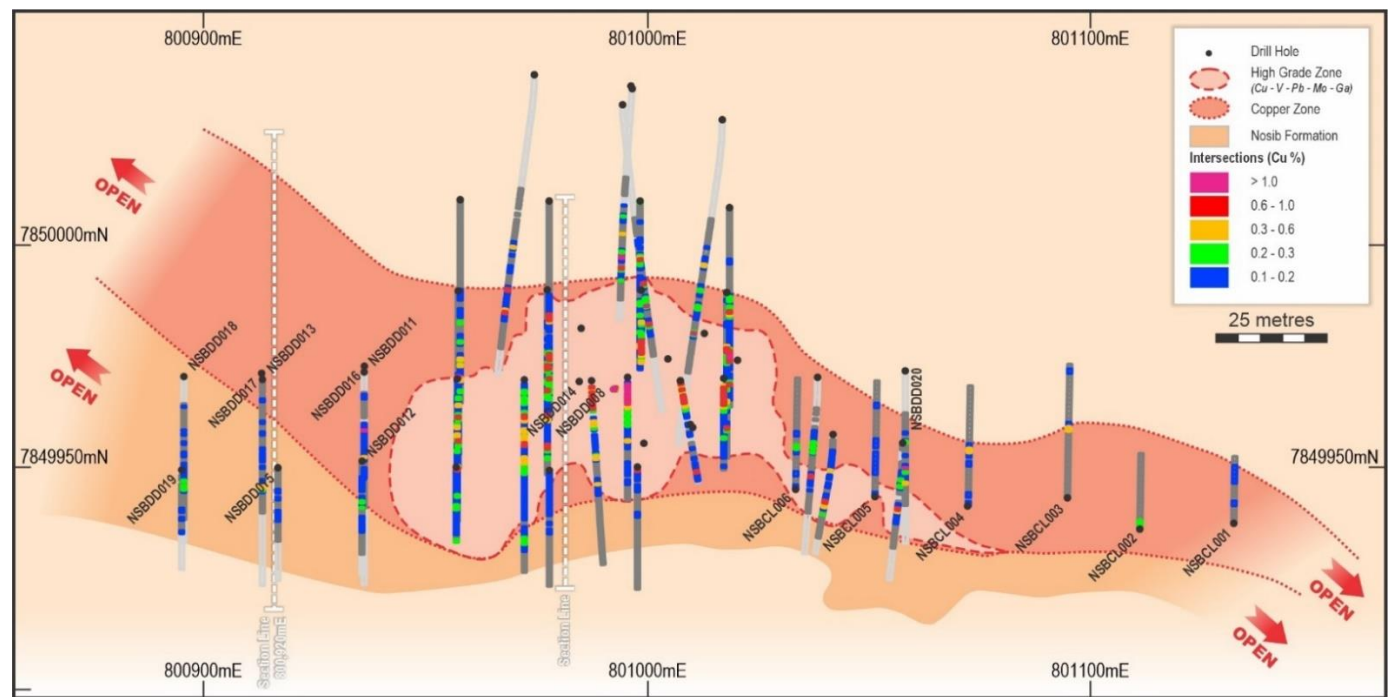 800900mE
801000mE
801100mE
Drill Hole
High Grade Zone
(Cu - V - Pb - Mo - Ga)
Copper Zone
Nosib Formation
Intersections (Cu %)
> 1.0
0.6 - 1.0
0.3 - 0.6
0.2 - 0.3
0.1 - 0.2
25 metres
OPEN
7850000mN
OPEN
NSBDD018
NSBDD013
NSBDD017
NSBDD011
NSBDD016
NSBDD012
NSBDD014
NSBDD008
NSBDD020
7849950mN
7849950mN
NSBDD019
NSBDD015
NSBCL006
NSBCL005
NSBCL004
NSBCL003
NSBCL002
NSBCL001
OPEN
OPEN
Section Line
800,920mE
Section Line
800900mE
801000mE
801100mE